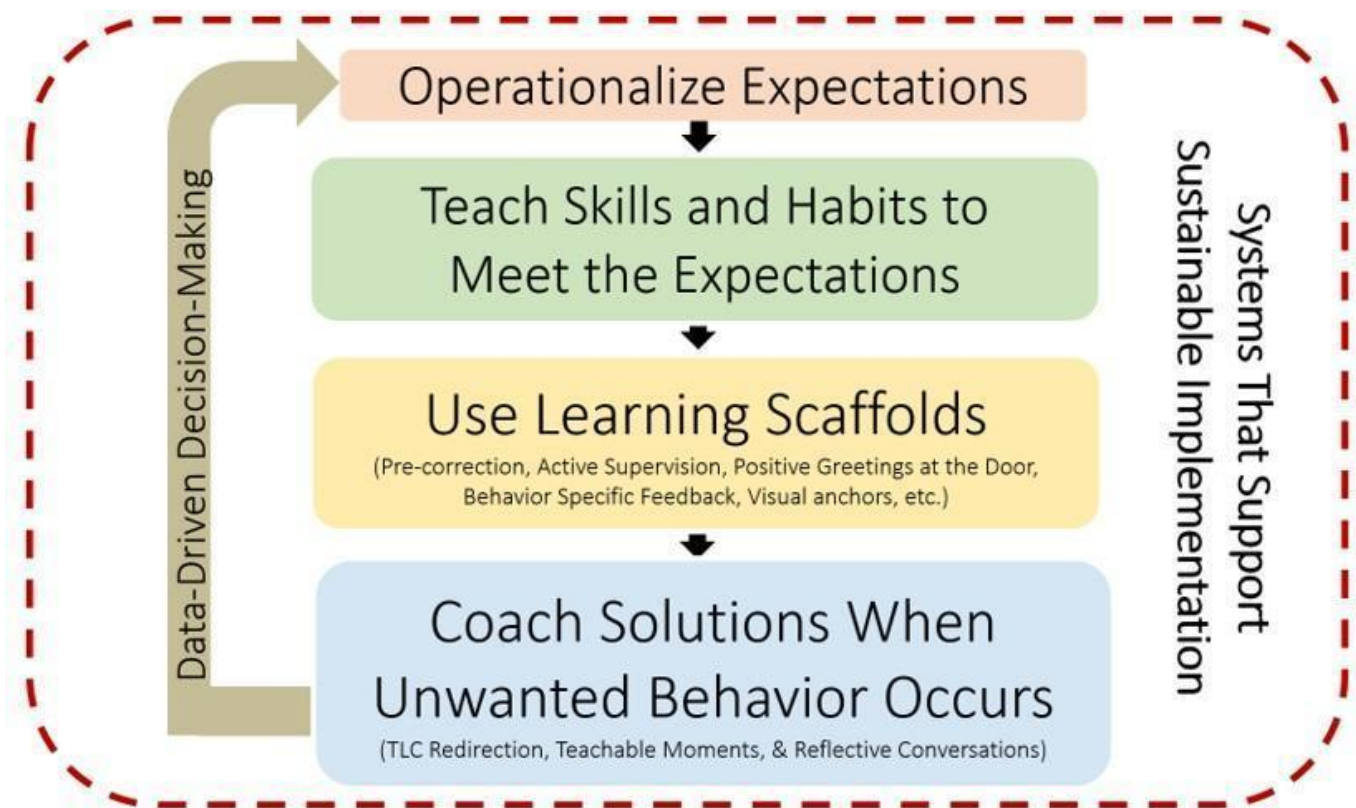 Operationalize Expectations
Teach Skills and Habits to
Meet the Expectations
Use Learning Scaffolds
(Pre-correction, Active Supervision, Positive Greetings at the Door,
Behavior Specific Feedback, Visual anchors, etc.)
Coach Solutions When
Unwanted Behavior Occurs
(TLC Redirection, Teachable Moments, & Reflective Conversations)
Data-Driven Decision-Making
Systems That Support
Sustainable Implementation